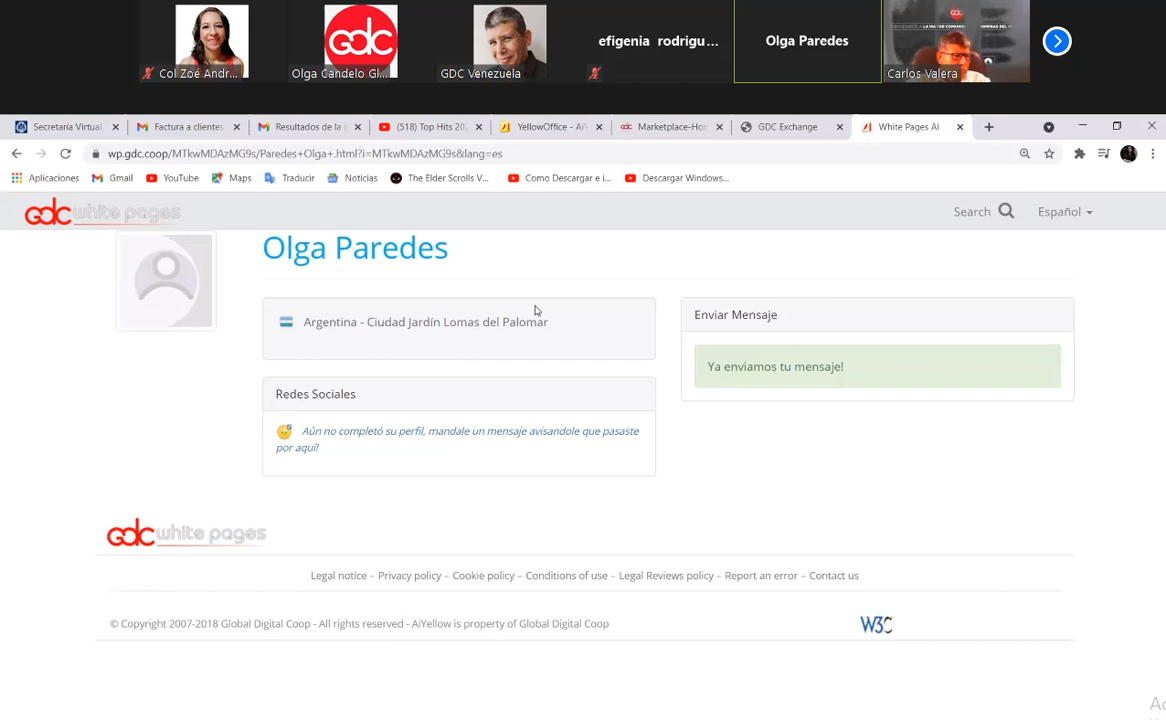 Col Zoé Andr...
gdc
Olga Candelo Gl...
GDC Venezuela
efigenia rodrigu...
Olga Paredes
Carlos Valera
Secretaría Virtual
Factura a clientes
Resultados de la
(518) Top Hits 202
YellowOffice - AiY
Marketplace-Hom
GDC Exchange
White Pages AI
wp.gdc.coop/MTkwMDAzMG9s/Paredes+Olga+.html?i=MTkwMDAzMG9s&lang=es
Aplicaciones
Gmail
YouTube
Maps
Traducir
Noticias
The Elder Scrolls V...
Como Descargar e i...
Descargar Windows...
GDC white pages
Search
Español
Olga Paredes
Argentina - Ciudad Jardín Lomas del Palomar
Enviar Mensaje
Ya enviamos tu mensaje!
Redes Sociales
Aún no completó su perfil, mandale un mensaje avisandole que pasaste
por aquí!
GDC white pages
Legal notice – Privacy policy – Cookie policy – Conditions of use – Legal Reviews policy – Report an error – Contact us
© Copyright 2007-2018 Global Digital Coop - All rights reserved - AiYellow is property of Global Digital Coop
W3C